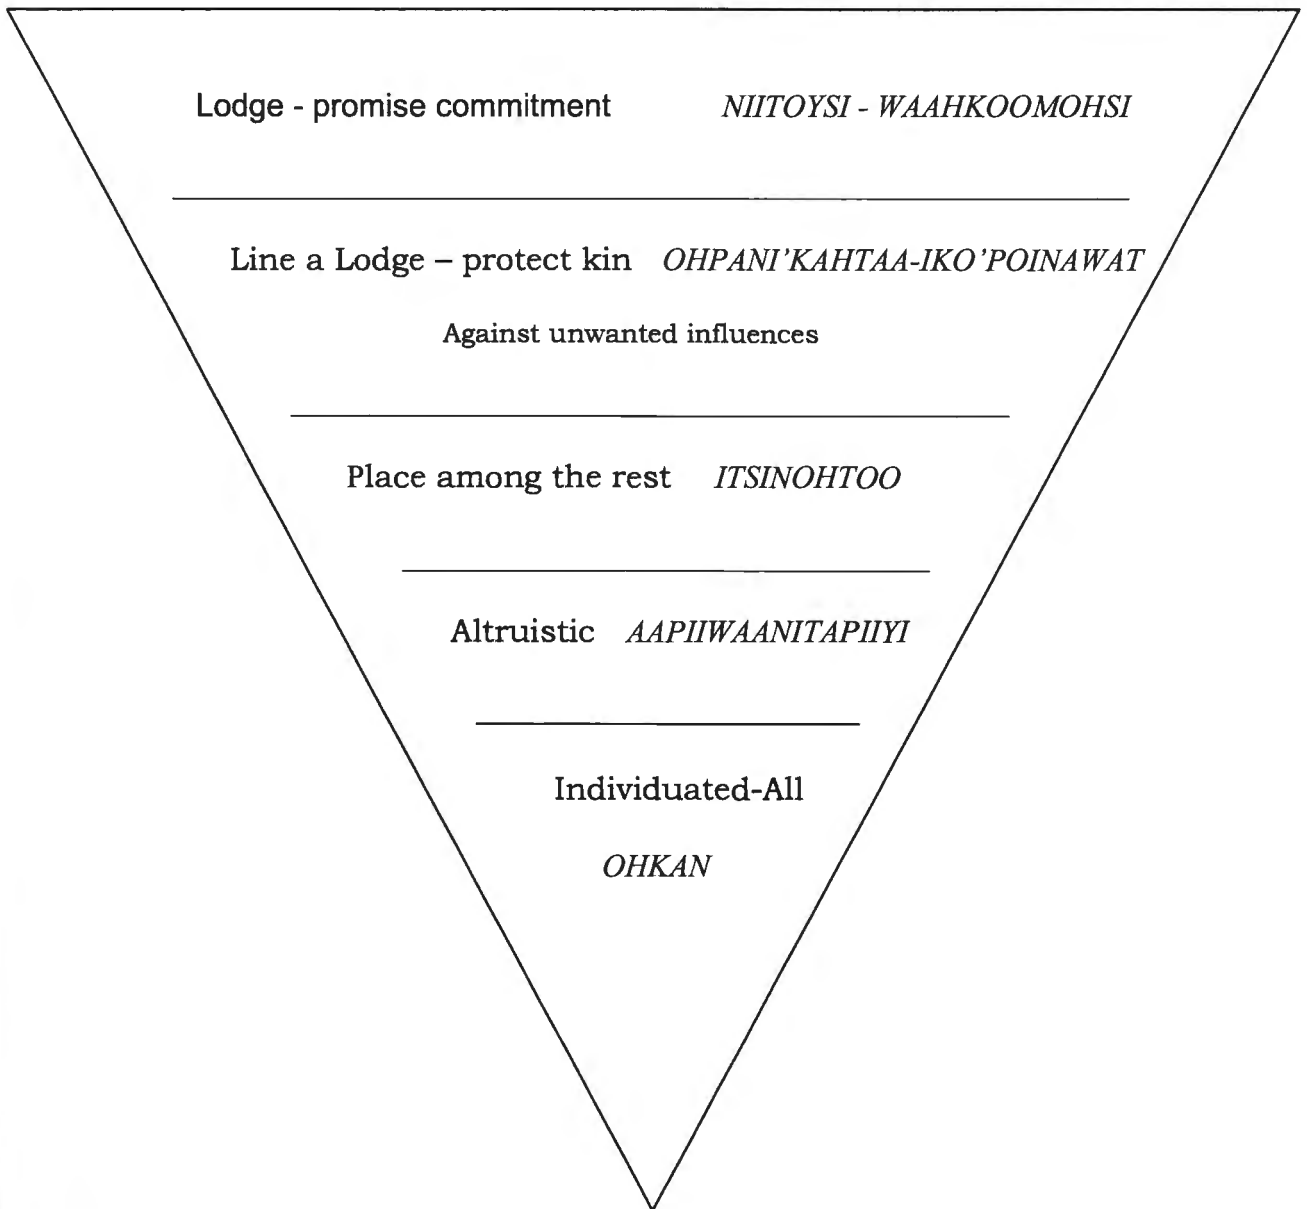 Lodge - promise commitment NIITOYSI - WAAHKOOMOHSI
Line a Lodge – protect kin OHPANI'KAHTAA-IKO'POINAWAT
Against unwanted influences
Place among the rest ITSINOHTOO
Altruistic AAPIIWAANITAPIIYI
Individuated-All
OHKAN